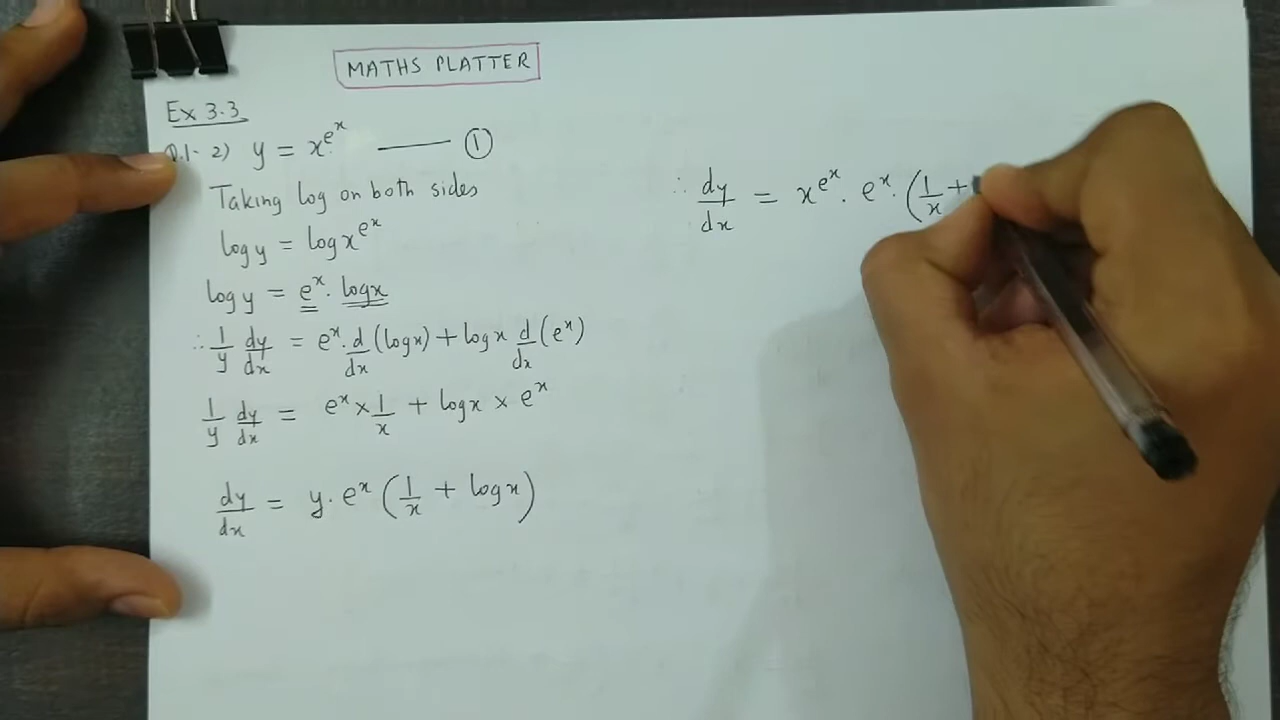 MATHS PLATTER
Ex 3.3
Q.1- 2) y = x^{e^x} —— ①
Taking log on both sides
log y = log x^{e^x}
log y = e^x . log x
∴ 1/y dy/dx = e^x . d/dx (log x) + log x d/dx (e^x)
1/y dy/dx = e^x × 1/x + log x × e^x
dy/dx = y . e^x (1/x + log x)
∴ dy/dx = x^{e^x} . e^x . (1/x +